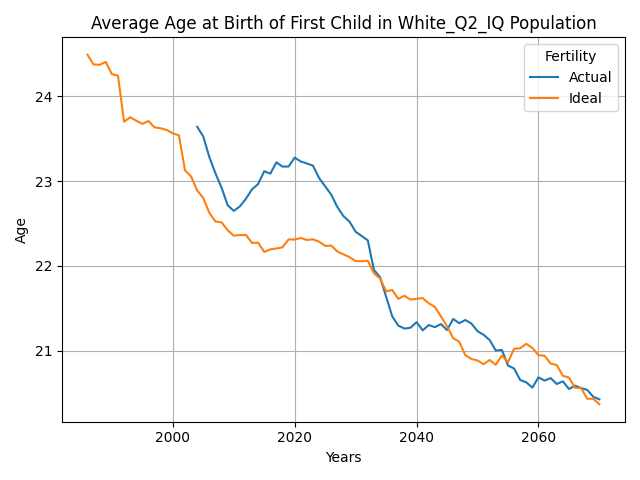 Average Age at Birth of First Child in White_Q2_IQ Population
Fertility
Actual
Ideal
Age
24
23
22
21
2000
2020
2040
2060
Years